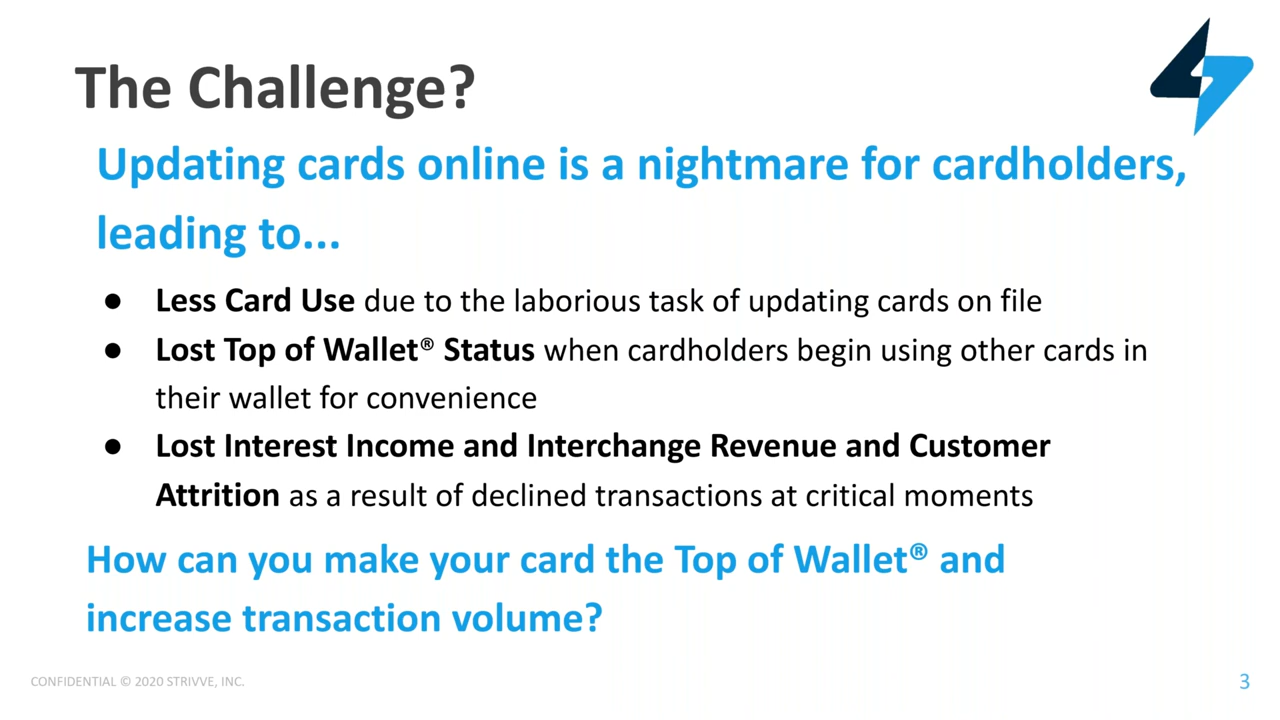 The Challenge?
Updating cards online is a nightmare for cardholders,
leading to...
● Less Card Use due to the laborious task of updating cards on file
● Lost Top of Wallet® Status when cardholders begin using other cards in
their wallet for convenience
● Lost Interest Income and Interchange Revenue and Customer
Attrition as a result of declined transactions at critical moments
How can you make your card the Top of Wallet® and
increase transaction volume?
CONFIDENTIAL © 2020 STRIVVE, INC.
3